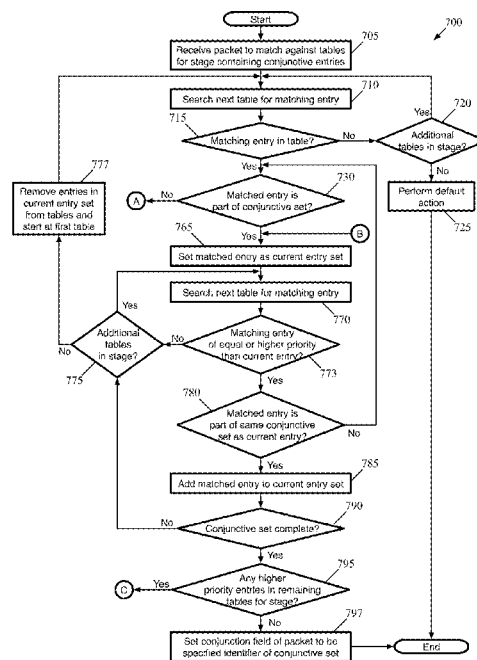 Start
700
Receive packet to match against tables
for stage containing conjunctive entries
705
710
Search next table for matching entry
715
Matching entry in table?
No
Yes
720
Additional
tables in stage?
Yes
No
777
Remove entries in
current entry set
from tables and
start at first table
730
A
No
Matched entry is
part of conjunctive set?
Perform default
action
725
765
Yes
B
Set matched entry as current entry set
Yes
Search next table for matching entry
770
Additional
tables
in stage?
No
No
775
Matching entry
of equal or higher priority
than current entry?
773
Yes
780
Matched entry is
part of same conjunctive
set as current entry?
No
Yes
785
Add matched entry to current entry set
790
No
Conjunctive set complete?
Yes
795
C
Yes
Any higher
priority entries in remaining
tables for stage?
No
797
Set conjunction field of packet to be
specified identifier of conjunctive set
End